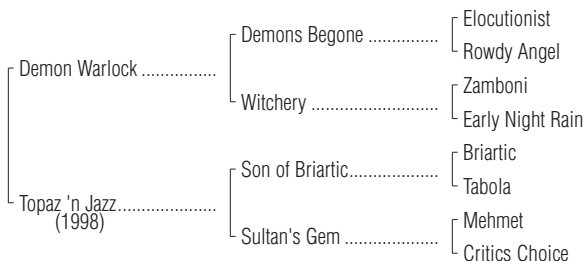 Elocutionist
Demons Begone ................
Rowdy Angel
Demon Warlock ................
Zamboni
Witchery ...........................
Early Night Rain
Briartic
Son of Briartic...................
Tabola
Topaz 'n Jazz.....................
(1998)
Mehmet
Sultan's Gem ....................
Critics Choice